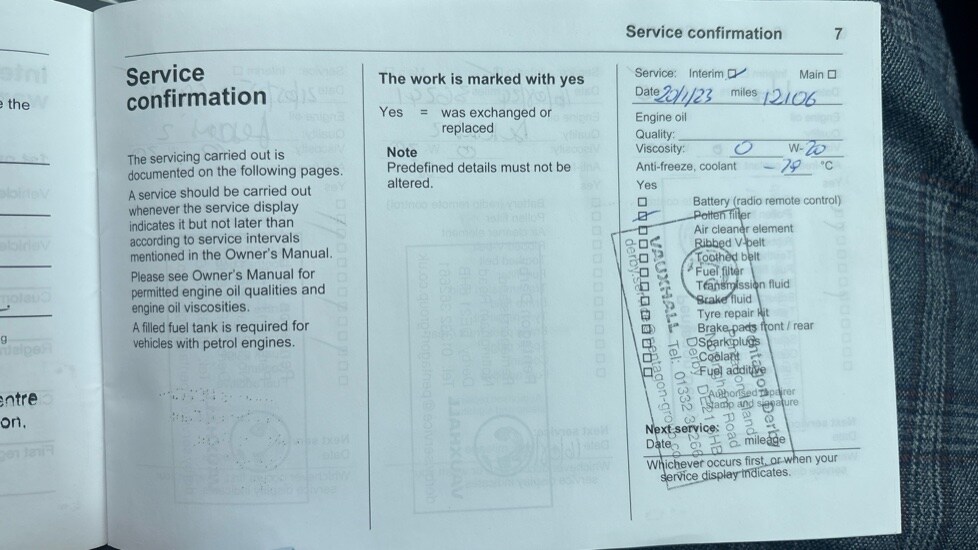 Service confirmation 7
e the
g
entre
on.
Service
confirmation
The servicing carried out is
documented on the following pages.
A service should be carried out
whenever the service display
indicates it but not later than
according to service intervals
mentioned in the Owner's Manual.
Please see Owner's Manual for
permitted engine oil qualities and
engine oil viscosities.
A filled fuel tank is required for
vehicles with petrol engines.
The work is marked with yes
Yes = was exchanged or
replaced
Note
Predefined details must not be
altered.
Service: Interim ☑ Main ☐
Date 20/1/23 miles 12106
Engine oil
Quality:
Viscosity: 0 W-20
Anti-freeze, coolant °C
Yes
☐ Battery (radio remote control)
☑ Pollen filter
☐ Air cleaner element
☐ Ribbed V-belt
☐ Toothed belt
☐ Fuel filter
☐ Transmission fluid
☐ Brake fluid
☐ Tyre repair kit
☐ Brake pads front / rear
☐ Spark plugs
☐ Coolant
☐ Fuel additive
Authorised repairer
stamp and signature
VAUXHALL
Pentagon Derby
Road
Derby
Tel: 01332
Next service:
Date mileage
Whichever occurs first, or when your
service display indicates.